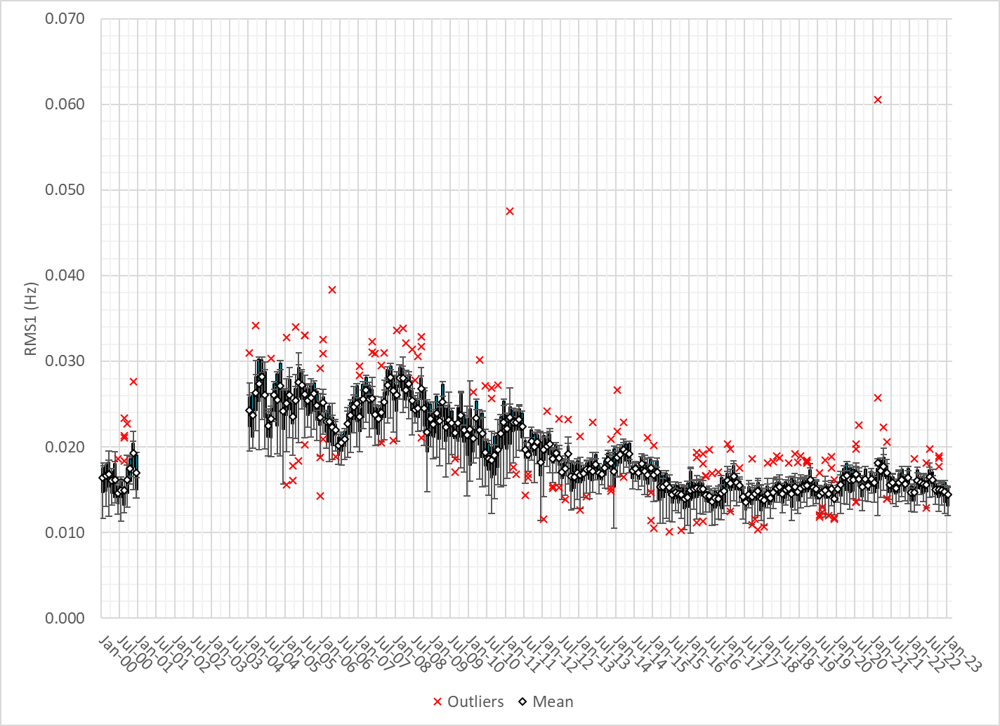 0.070
0.060
0.050
0.040
0.030
0.020
0.010
0.000
RMS1 (Hz)
Jan-00
Jul-00
Jan-01
Jul-01
Jan-02
Jul-02
Jan-03
Jul-03
Jan-04
Jul-04
Jan-05
Jul-05
Jan-06
Jul-06
Jan-07
Jul-07
Jan-08
Jul-08
Jan-09
Jul-09
Jan-10
Jul-10
Jan-11
Jul-11
Jan-12
Jul-12
Jan-13
Jul-13
Jan-14
Jul-14
Jan-15
Jul-15
Jan-16
Jul-16
Jan-17
Jul-17
Jan-18
Jul-18
Jan-19
Jul-19
Jan-20
Jul-20
Jan-21
Jul-21
Jan-22
Jul-22
Jan-23
Outliers Mean